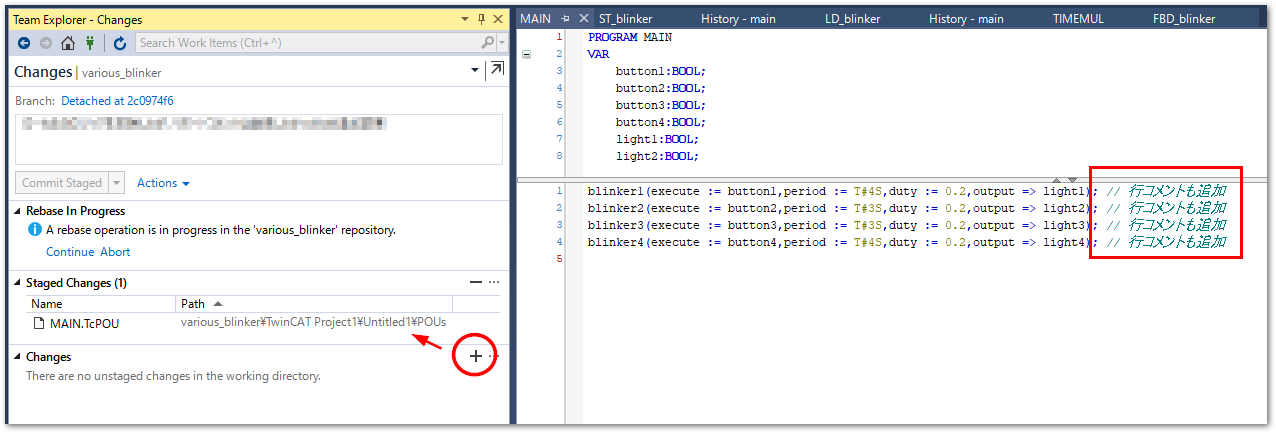 Team Explorer - Changes
Search Work Items (Ctrl+^)
Changes | various_blinker
Branch: Detached at 2c0974f6
Commit Staged
Actions
Rebase In Progress
A rebase operation is in progress in the 'various_blinker' repository.
Continue Abort
Staged Changes (1)
Name Path
MAIN.TcPOU various_blinker¥TwinCAT Project1¥Untitled1¥POUs
Changes
There are no unstaged changes in the working directory.
MAIN ST_blinker History - main LD_blinker History - main TIMEMUL FBD_blinker
1 PROGRAM MAIN
2 VAR
3 button1:BOOL;
4 button2:BOOL;
5 button3:BOOL;
6 button4:BOOL;
7 light1:BOOL;
8 light2:BOOL;
1 blinker1(execute := button1,period := T#4S,duty := 0.2,output => light1); // 行コメントも追加
2 blinker2(execute := button2,period := T#3S,duty := 0.2,output => light2); // 行コメントも追加
3 blinker3(execute := button3,period := T#3S,duty := 0.2,output => light3); // 行コメントも追加
4 blinker4(execute := button4,period := T#4S,duty := 0.2,output => light4); // 行コメントも追加
5